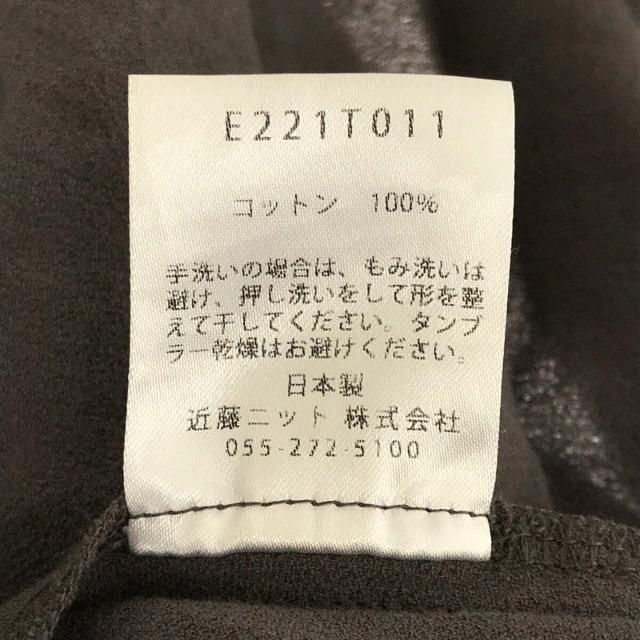 E221T011
コットン 100%
手洗いの場合は、もみ洗いは
避け、押し洗いをして形を整
えて干してください。タンブ
ラー乾燥はお避けください。
日本製
近藤ニット 株式会社
055-272-5100